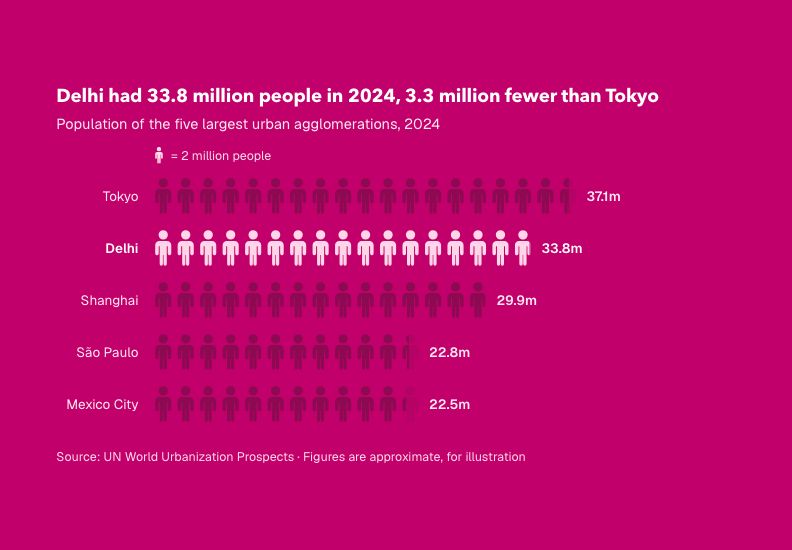 Delhi had 33.8 million people in 2024, 3.3 million fewer than Tokyo
Population of the five largest urban agglomerations, 2024
= 2 million people
Tokyo 37.1m
Delhi 33.8m
Shanghai 29.9m
São Paulo 22.8m
Mexico City 22.5m
Source: UN World Urbanization Prospects · Figures are approximate, for illustration